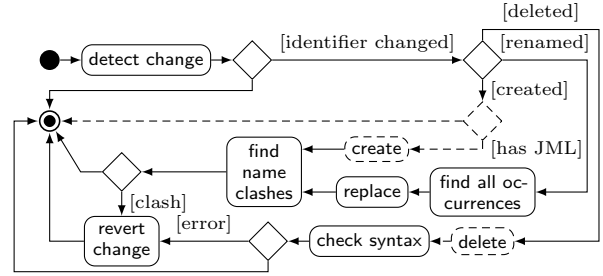 [deleted]
[identifier changed]
[renamed]
detect change
[created]
[has JML]
create
find
name
clashes
replace
find all oc-
currences
[clash]
[error]
revert
change
check syntax
delete